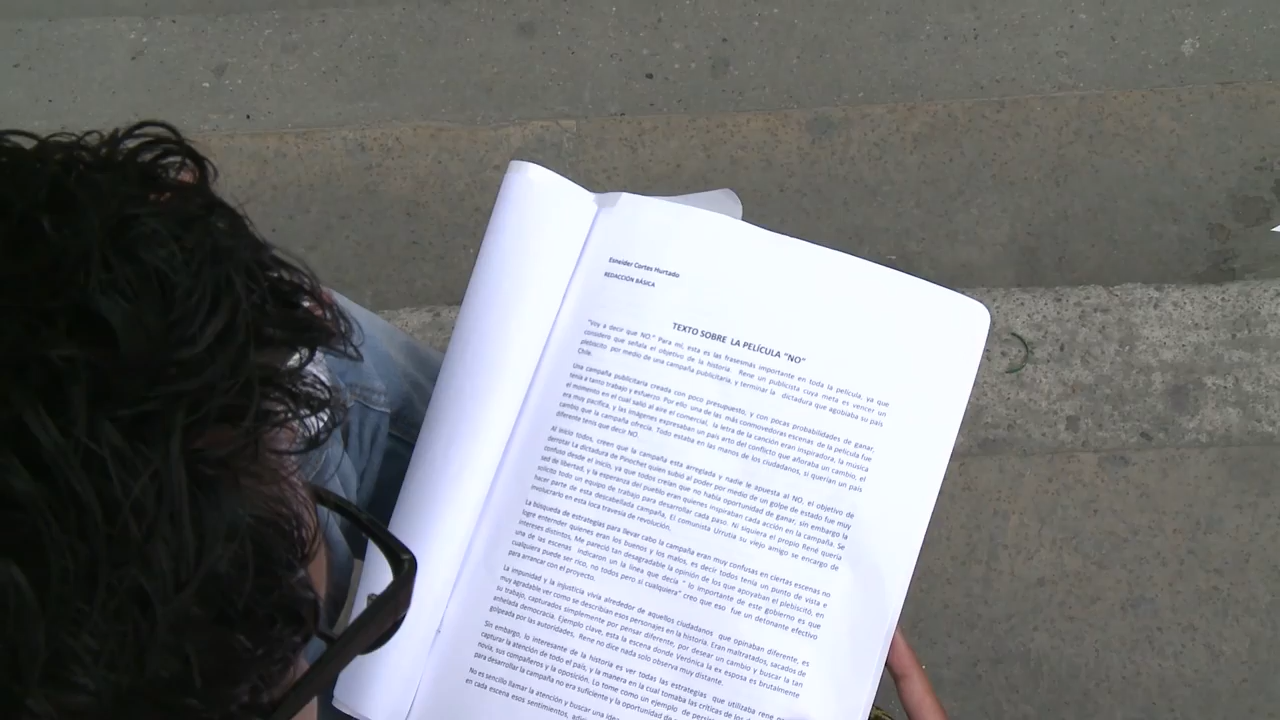 Esneider Cortes Hurtado
REDACCIÓN BÁSICA
TEXTO SOBRE LA PELÍCULA "NO"
"Voy a decir que NO." Para mí, esta es las frasesmás importante en toda la película, ya que
considero que señala el objetivo de la historia. Rene un publicista cuya meta es vencer un
plebiscito por medio de una campaña publicitaria, y terminar la dictadura que agobiaba su país
Chile.
Una campaña publicitaria creada con poco presupuesto, y con pocas probabilidades de ganar,
tenía a tanto trabajo y esfuerzo. Por ello una de las más conmovedoras escenas de la película fue
el momento en el cual salió al aire el comercial, la letra de la canción eran inspiradora, la música
era muy pacífica, y las imágenes expresaban un país arto del conflicto que añoraba un cambio, el
cambio que la campaña ofrecía. Todo estaba en las manos de los ciudadanos, si querían un país
diferente tenis que decir NO.
Al inicio todos, creen que la campaña esta arreglada y nadie le apuesta al NO, el objetivo de
derrotar La dictadura de Pinochet quien subió al poder por medio de un golpe de estado fue muy
confuso desde el inicio, ya que todos creían que no había oportunidad de ganar, sin embargo la
sed de libertad, y la esperanza del pueblo eran quienes inspiraban cada acción en la campaña. Se
solicito todo un equipo de trabajo para desarrollar cada paso. Ni siquiera el propio René quería
hacer parte de esta descabellada campaña, El comunista Urrutia su viejo amigo se encargo de
involucrarlo en esta loca travesía de revolución.
La búsqueda de estrategias para llevar cabo la campaña eran muy confusas en ciertas escenas no
logre enternder quienes eran los buenos y los malos, es decir todos tenía un punto de vista e
intereses distintos, Me pareció tan desagradable la opinión de los que apoyaban el plebiscitó, en
una de las escenas indicaron un la línea que decía " lo importante de este gobierno es que
cualquiera puede ser rico, no todos pero si cualquiera" creo que eso fue un detonante efectivo
para arrancar con el proyecto.
La impunidad y la injusticia vivía alrededor de aquellos ciudadanos que opinaban diferente, es
muy agradable ver como se describían esos personajes en la historia. Eran maltratados, sacados de
su trabajo, capturados simplemente por pensar diferente, por desear un cambio y buscar la tan
anhelada democracia. Ejemplo clave, esta la escena donde Verónica la ex esposa es brutalmente
golpeada por las autoridades, Rene no dice nada solo observa muy distante.
Sin embargo, lo interesante de la historia es ver todas las estrategias que utilizaba rene
capturar la atención de todo el país, y la manera en la cual tomaba las críticas de los
novia, sus compañeros y la oposición. Lo tome como un ejemplo de
para desarrollar la campaña no era suficiente y la oportunidad de
No es sencillo llamar la atención y buscar una
en cada escena esos sentimientos,